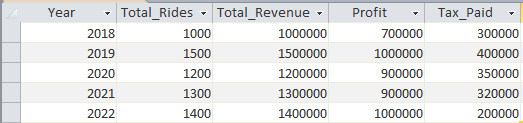 Year Total_Rides Total_Revenue Profit Tax_Paid
2018 1000 1000000 700000 300000
2019 1500 1500000 1000000 400000
2020 1200 1200000 900000 350000
2021 1300 1300000 900000 320000
2022 1400 1400000 1000000 200000